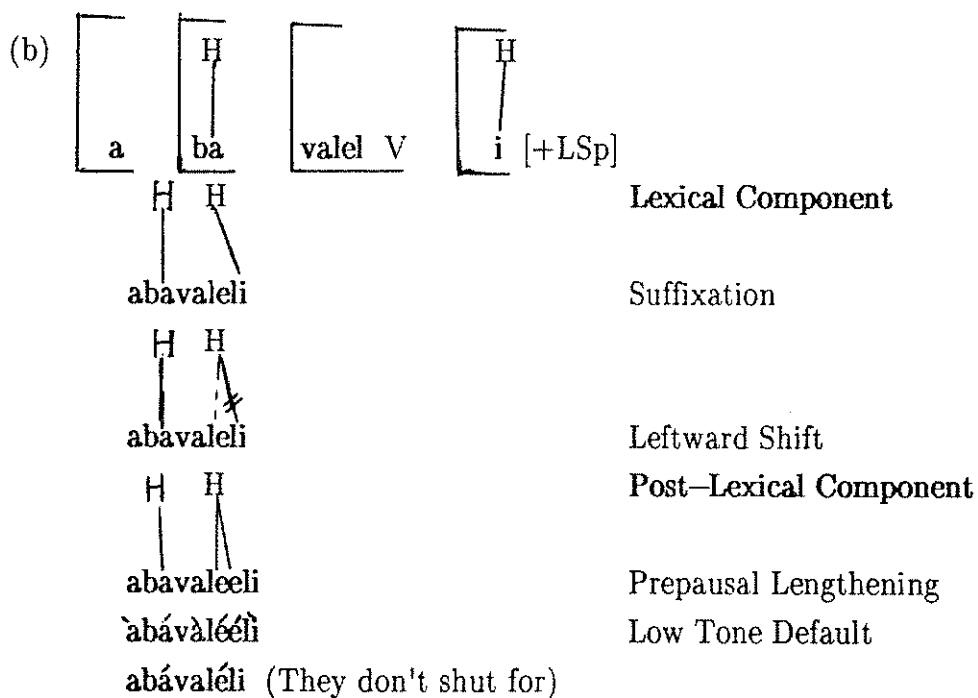 (b)
H H
a ba valel V i [+LSp]
H H Lexical Component
abavaleli Suffixation
H H
abavaleli Leftward Shift
H H Post–Lexical Component
abavaleeli Prepausal Lengthening
àbávàléélì Low Tone Default
abávaléli (They don't shut for)